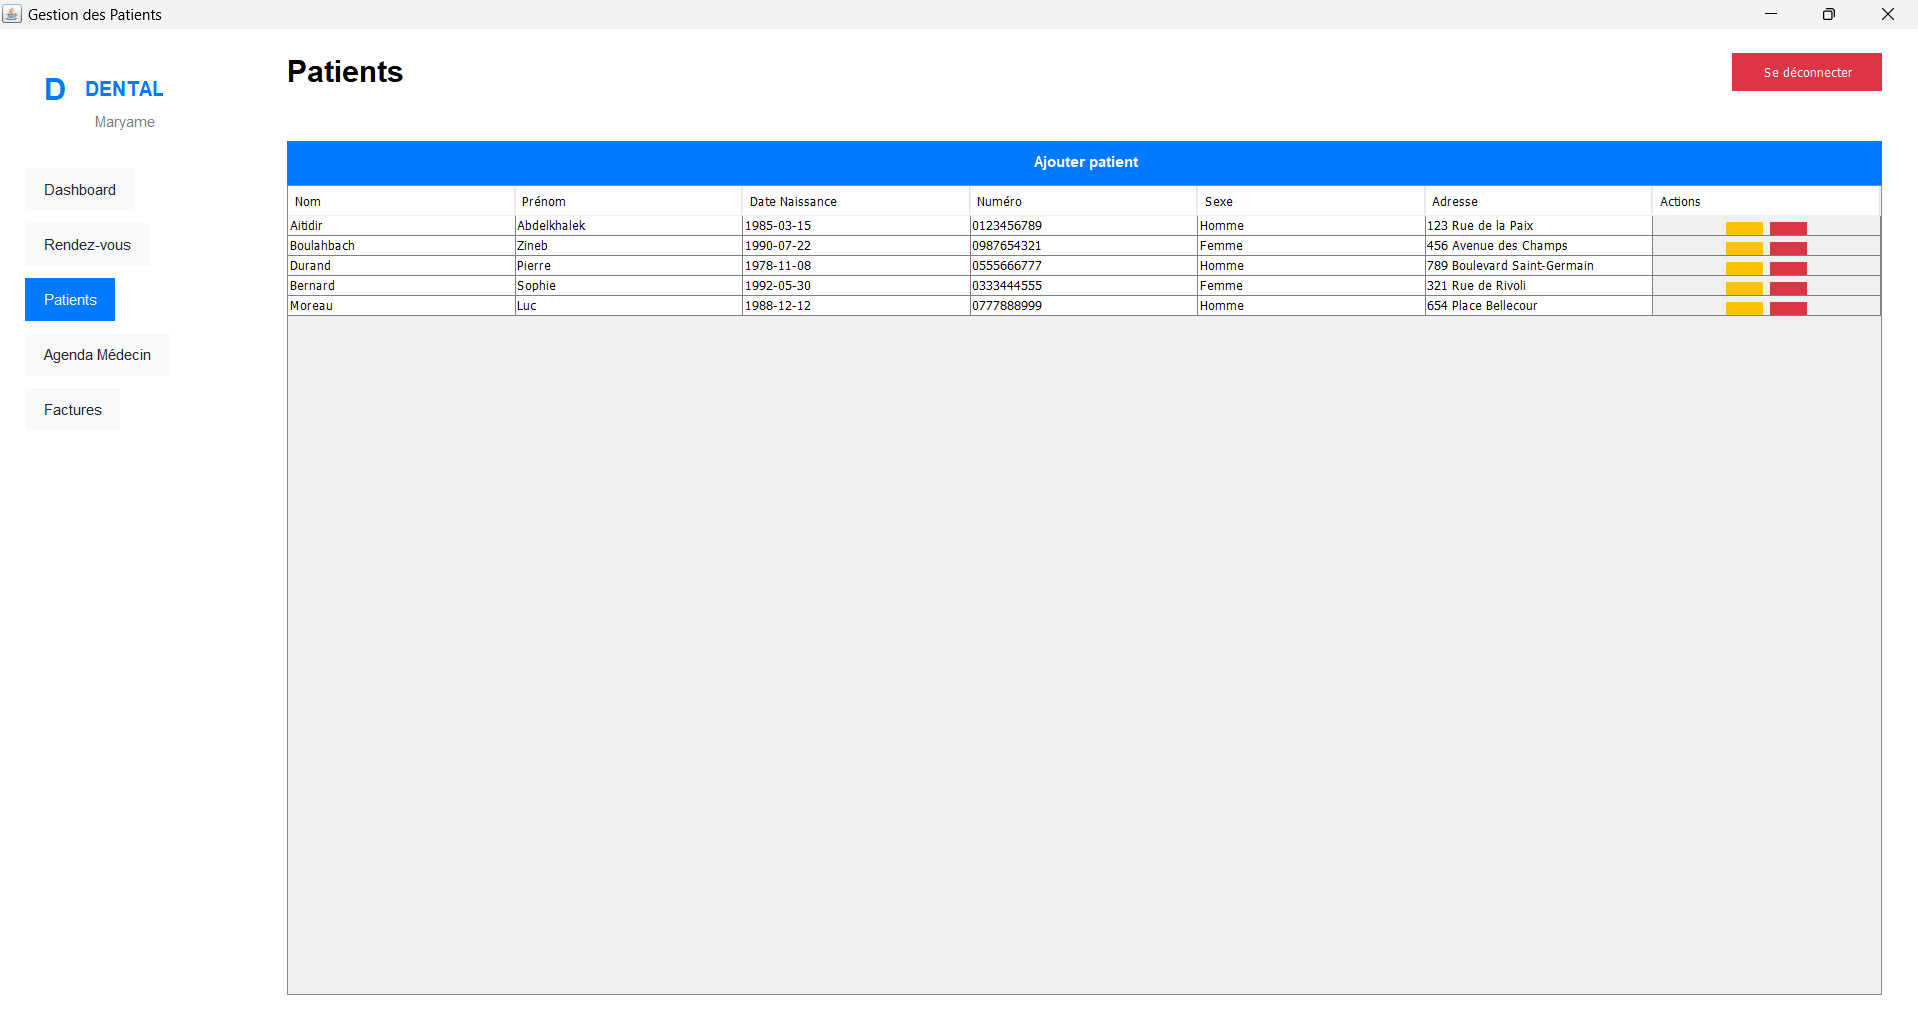 Gestion des Patients
D DENTAL
Maryame
Dashboard
Rendez-vous
Patients
Agenda Médecin
Factures
Patients
Se déconnecter
Ajouter patient
Nom Prénom Date Naissance Numéro Sexe Adresse Actions
Aitidir Abdelkhalek 1985-03-15 0123456789 Homme 123 Rue de la Paix
Boulahbach Zineb 1990-07-22 0987654321 Femme 456 Avenue des Champs
Durand Pierre 1978-11-08 0555666777 Homme 789 Boulevard Saint-Germain
Bernard Sophie 1992-05-30 0333444555 Femme 321 Rue de Rivoli
Moreau Luc 1988-12-12 0777888999 Homme 654 Place Bellecour